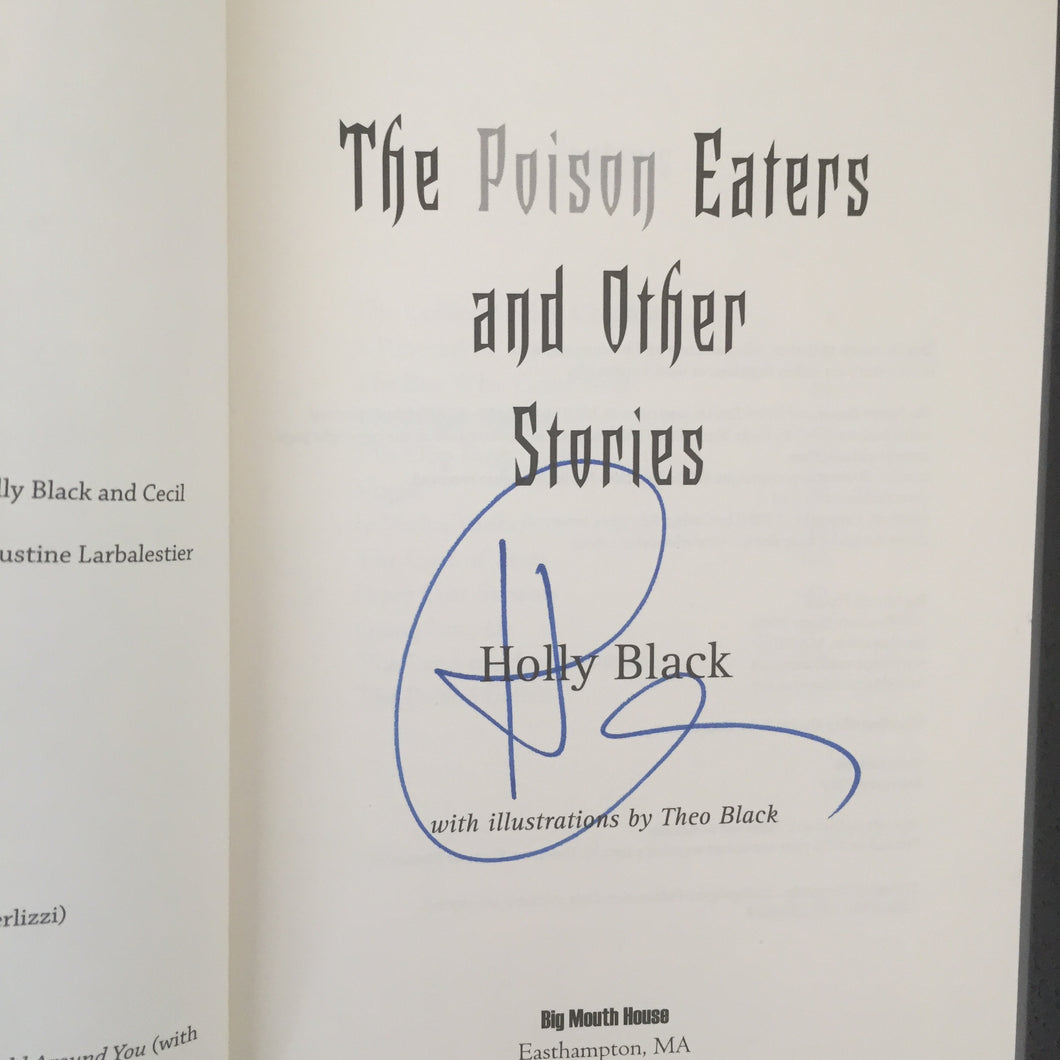 lly Black and Cecil
ustine Larbalestier
erlizzi)
Around You (with
The Poison Eaters
and Other
Stories
Holly Black
with illustrations by Theo Black
Big Mouth House
Easthampton, MA